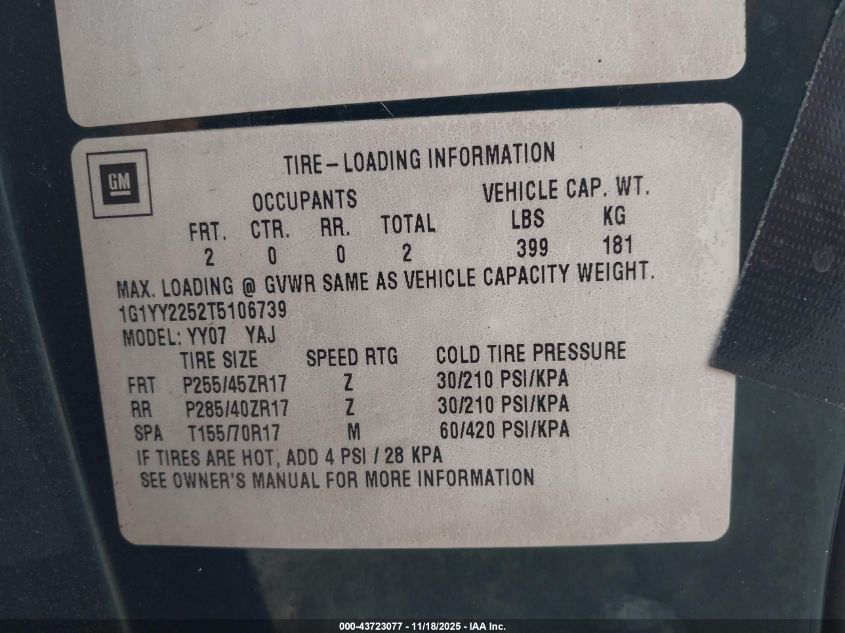 GM
TIRE-LOADING INFORMATION
OCCUPANTS VEHICLE CAP. WT.
FRT. CTR. RR. TOTAL LBS KG
2 0 0 2 399 181
MAX. LOADING @ GVWR SAME AS VEHICLE CAPACITY WEIGHT.
1G1YY2252T5106739
MODEL: YY07 YAJ
TIRE SIZE SPEED RTG COLD TIRE PRESSURE
FRT P255/45ZR17 Z 30/210 PSI/KPA
RR P285/40ZR17 Z 30/210 PSI/KPA
SPA T155/70R17 M 60/420 PSI/KPA
IF TIRES ARE HOT, ADD 4 PSI / 28 KPA
SEE OWNER'S MANUAL FOR MORE INFORMATION
000-43723077 - 11/18/2025 - IAA Inc.